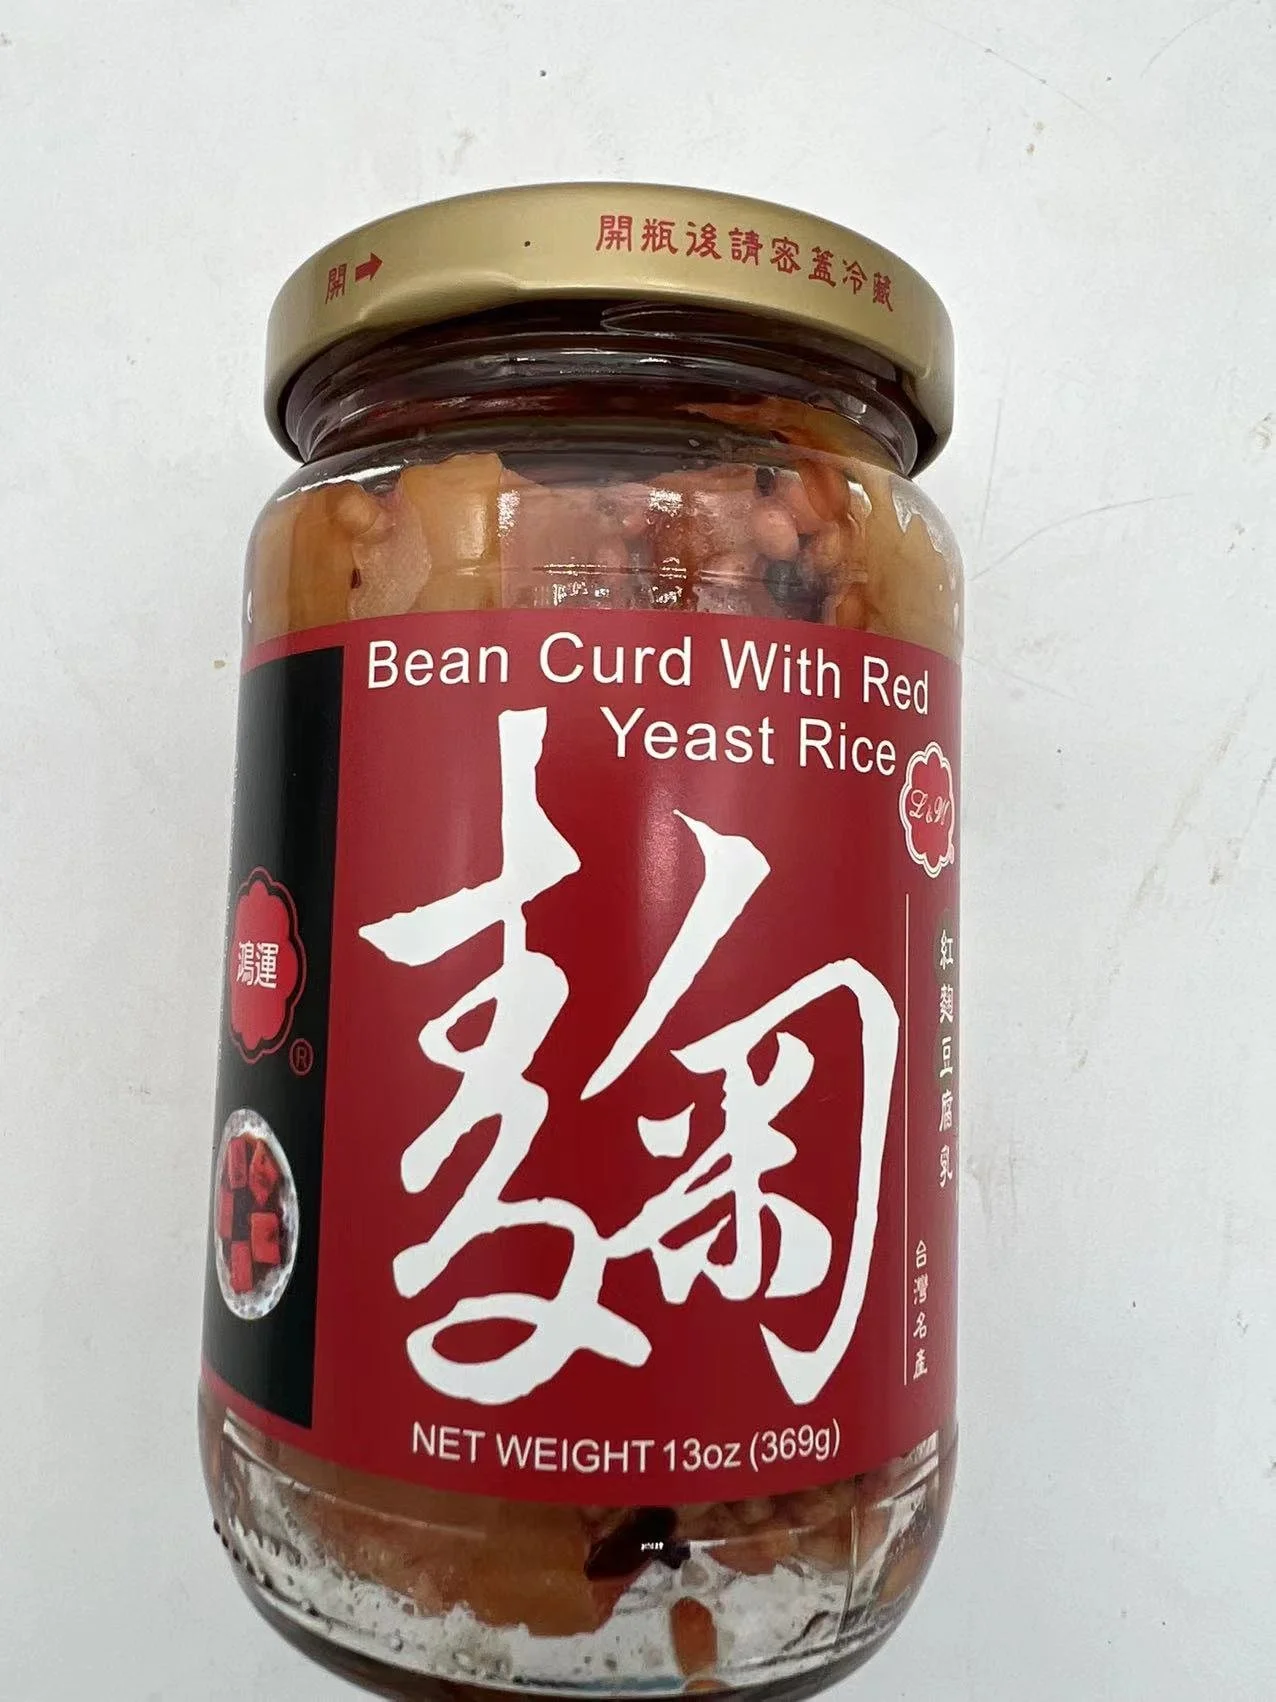 開→
開瓶後請密蓋冷藏
Bean Curd With Red
Yeast Rice
鴻運
®
麴
紅麴豆腐乳
台灣名產
NET WEIGHT 13oz (369g)